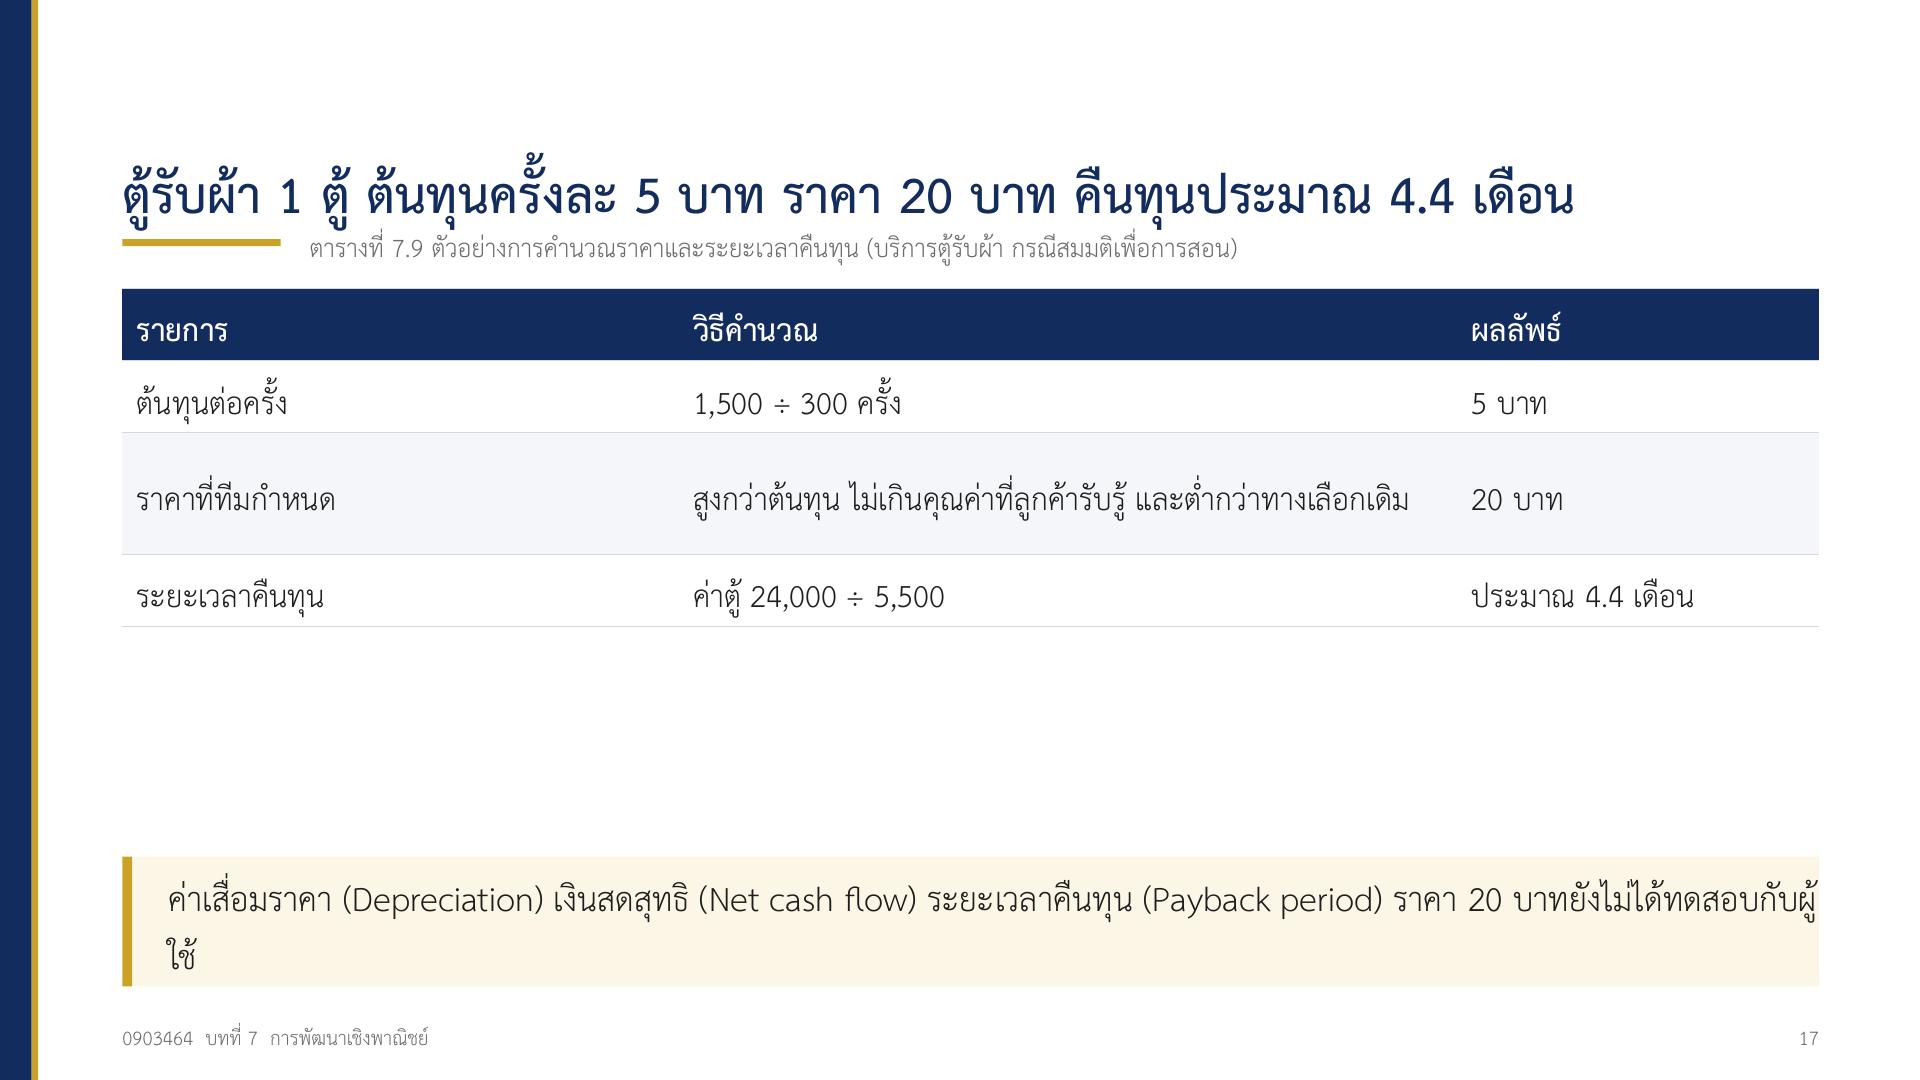 ตู้รับผ้า 1 ตู้ ต้นทุนครั้งละ 5 บาท ราคา 20 บาท คืนทุนประมาณ 4.4 เดือน
ตารางที่ 7.9 ตัวอย่างการคำนวณราคาและระยะเวลาคืนทุน (บริการตู้รับผ้า กรณีสมมติเพื่อการสอน)
รายการ วิธีคำนวณ ผลลัพธ์
ต้นทุนต่อครั้ง 1,500 ÷ 300 ครั้ง 5 บาท
ราคาที่ทีมกำหนด สูงกว่าต้นทุน ไม่เกินคุณค่าที่ลูกค้ารับรู้ และต่ำกว่าทางเลือกเดิม 20 บาท
ระยะเวลาคืนทุน ค่าตู้ 24,000 ÷ 5,500 ประมาณ 4.4 เดือน
ค่าเสื่อมราคา (Depreciation) เงินสดสุทธิ (Net cash flow) ระยะเวลาคืนทุน (Payback period) ราคา 20 บาทยังไม่ได้ทดสอบกับผู้
ใช้
0903464 บทที่ 7 การพัฒนาเชิงพาณิชย์ 17